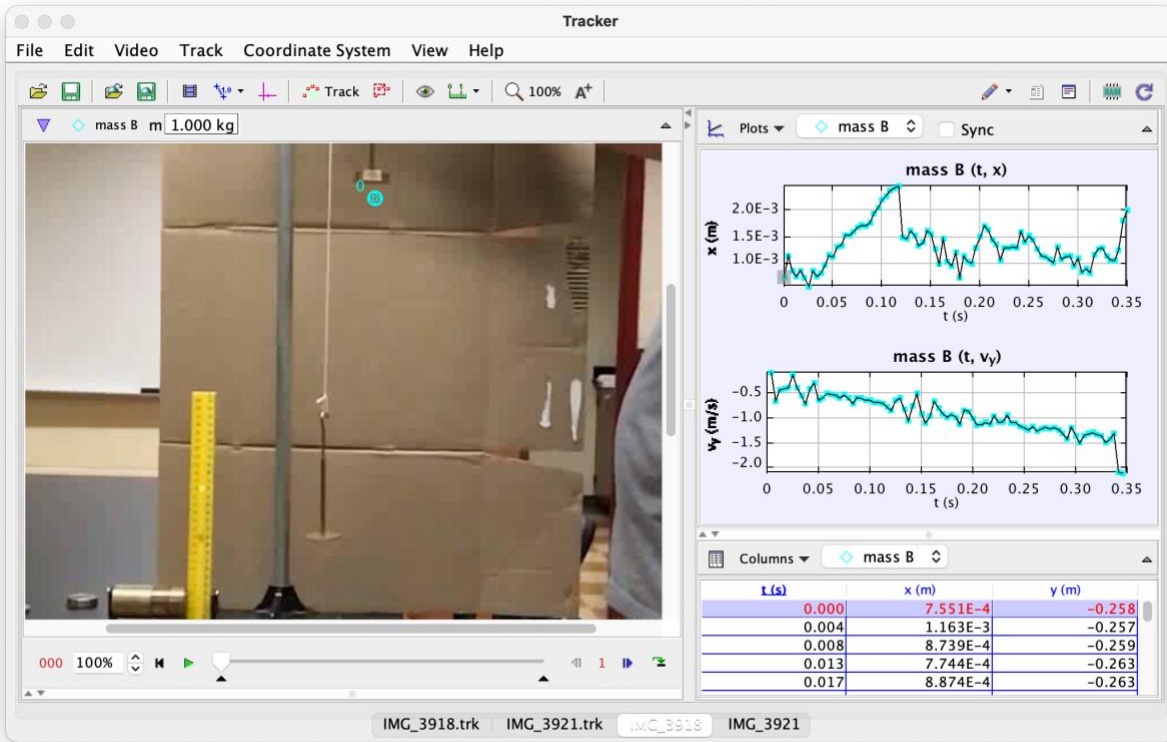 Tracker
File Edit Video Track Coordinate System View Help
Track 100% A+
mass B m 1.000 kg
0
Plots mass B Sync
mass B (t, x)
x (m)
2.0E-3
1.5E-3
1.0E-3
0 0.05 0.10 0.15 0.20 0.25 0.30 0.35
t (s)
mass B (t, vy)
vy (m/s)
-0.5
-1.0
-1.5
-2.0
0 0.05 0.10 0.15 0.20 0.25 0.30 0.35
t (s)
Columns mass B
t (s) x (m) y (m)
0.000 7.551E-4 -0.258
0.004 1.163E-3 -0.257
0.008 8.739E-4 -0.259
0.013 7.744E-4 -0.263
0.017 8.874E-4 -0.263
000 100% 1
IMG_3918.trk IMG_3921.trk IMG_3918 IMG_3921